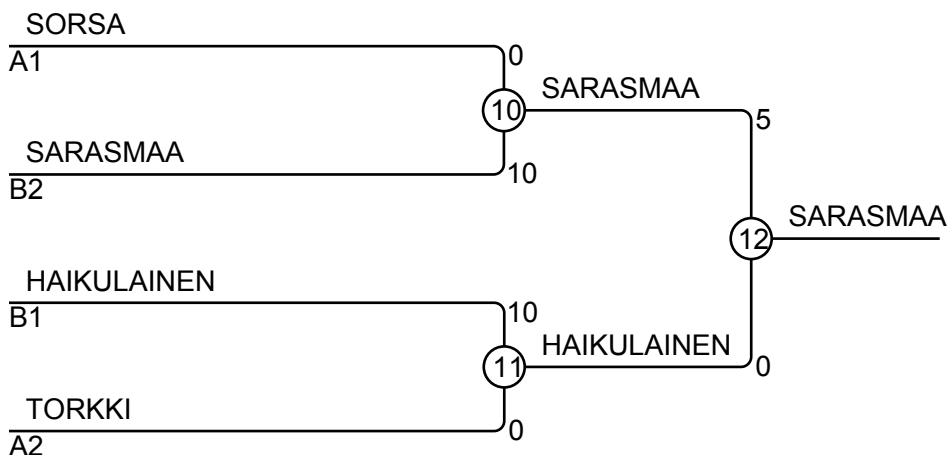 SORSA
A1
0
10
SARASMAA
5
SARASMAA
B2
10
12
SARASMAA
HAIKULAINEN
B1
10
11
HAIKULAINEN
0
TORKKI
A2
0